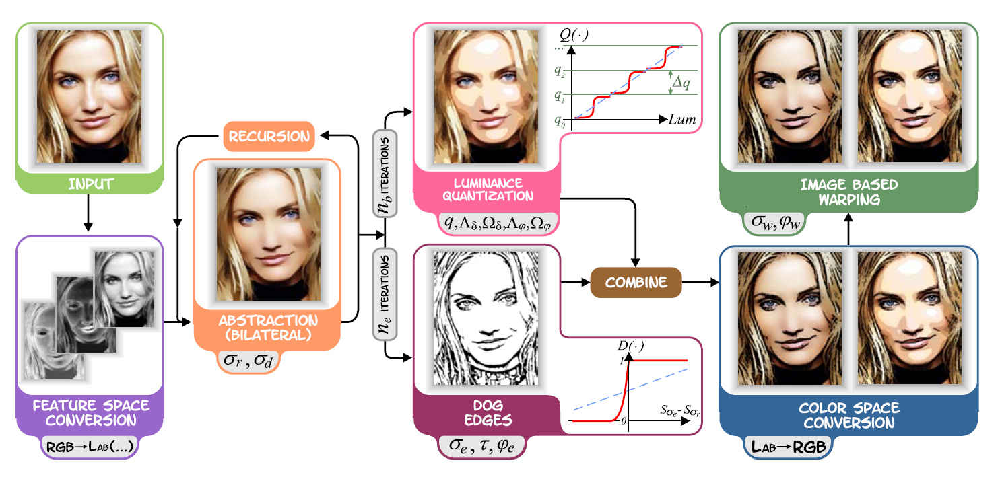 INPUT
FEATURE SPACE
CONVERSION
RGB→LAB(...)
RECURSION
ABSTRACTION
(BILATERAL)
σr, σd
nb ITERATIONS
ne ITERATIONS
Q(·)
...
q2
q1
q0
Δq
Lum
LUMINANCE
QUANTIZATION
q,Λδ,Ωδ,Λφ,Ωφ
DOG
EDGES
σe, τ, φe
D(·)
1
0
Sσe- Sσr
COMBINE
IMAGE BASED
WARPING
σw,φw
COLOR SPACE
CONVERSION
LAB→RGB